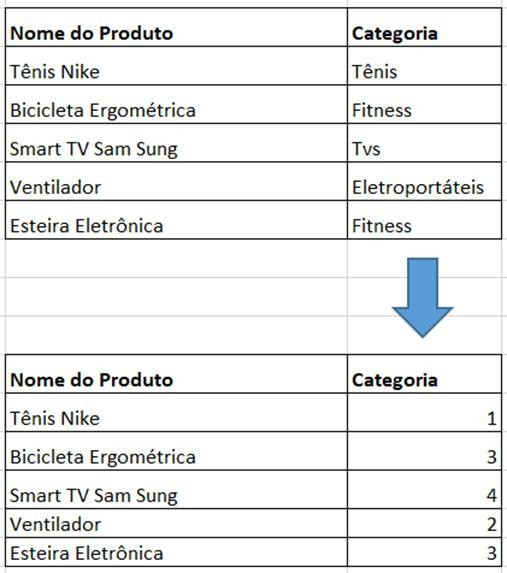 Nome do Produto Categoria
Tênis Nike Tênis
Bicicleta Ergométrica Fitness
Smart TV Sam Sung Tvs
Ventilador Eletroportáteis
Esteira Eletrônica Fitness
Nome do Produto Categoria
Tênis Nike 1
Bicicleta Ergométrica 3
Smart TV Sam Sung 4
Ventilador 2
Esteira Eletrônica 3